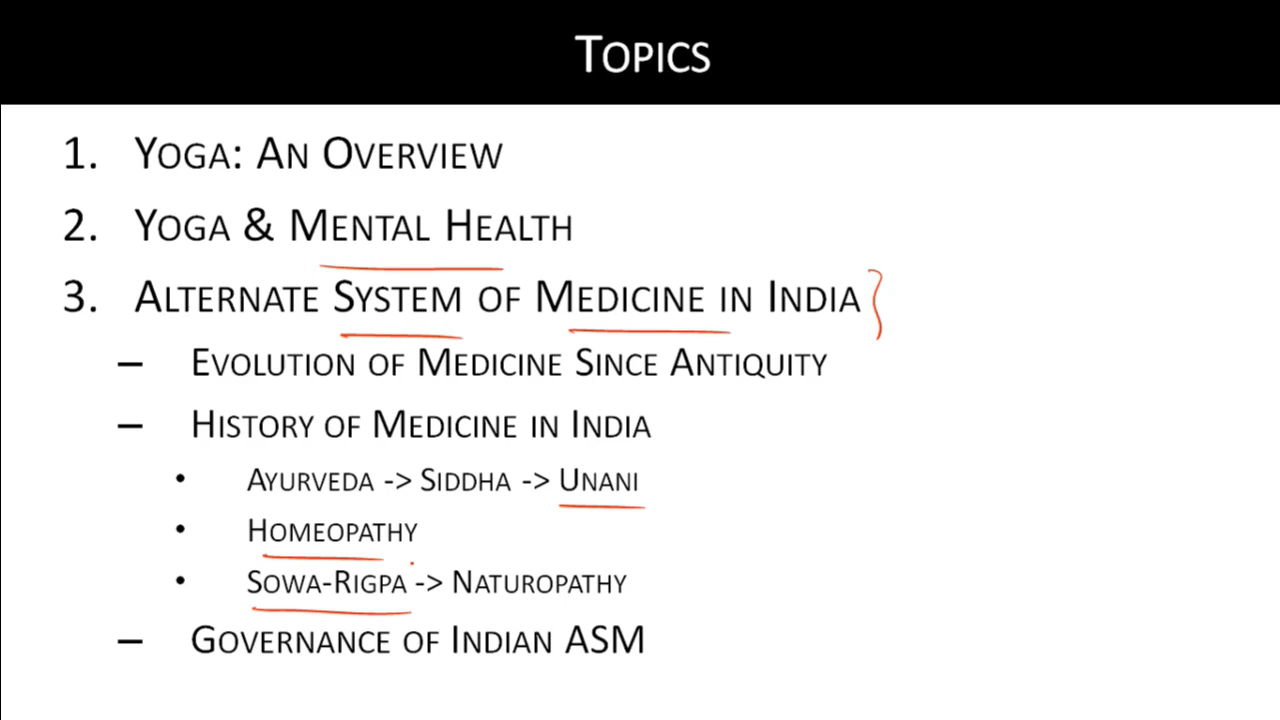 Topics
1. Yoga: An Overview
2. Yoga & Mental Health
3. Alternate System of Medicine in India
– Evolution of Medicine Since Antiquity
– History of Medicine in India
• Ayurveda -> Siddha -> Unani
• Homeopathy
• Sowa-Rigpa -> Naturopathy
– Governance of Indian ASM